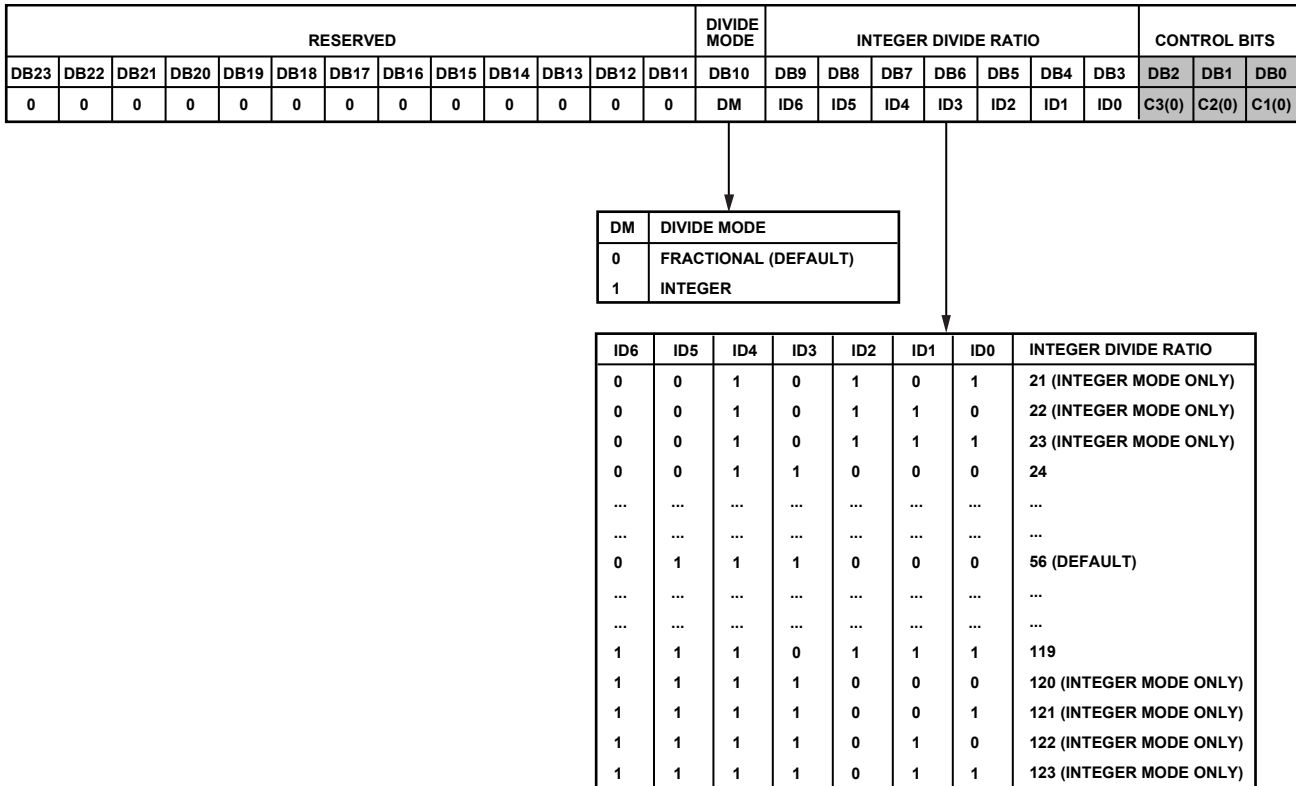 RESERVED DIVIDE MODE INTEGER DIVIDE RATIO CONTROL BITS
DB23 DB22 DB21 DB20 DB19 DB18 DB17 DB16 DB15 DB14 DB13 DB12 DB11 DB10 DB9 DB8 DB7 DB6 DB5 DB4 DB3 DB2 DB1 DB0
0 0 0 0 0 0 0 0 0 0 0 0 0 DM ID6 ID5 ID4 ID3 ID2 ID1 ID0 C3(0) C2(0) C1(0)
DM DIVIDE MODE
0 FRACTIONAL (DEFAULT)
1 INTEGER
ID6 ID5 ID4 ID3 ID2 ID1 ID0 INTEGER DIVIDE RATIO
0 0 1 0 1 0 1 21 (INTEGER MODE ONLY)
0 0 1 0 1 1 0 22 (INTEGER MODE ONLY)
0 0 1 0 1 1 1 23 (INTEGER MODE ONLY)
0 0 1 1 0 0 0 24
... ... ... ... ... ... ... ...
... ... ... ... ... ... ... ...
0 1 1 1 0 0 0 56 (DEFAULT)
... ... ... ... ... ... ... ...
... ... ... ... ... ... ... ...
1 1 1 0 1 1 1 119
1 1 1 1 0 0 0 120 (INTEGER MODE ONLY)
1 1 1 1 0 0 1 121 (INTEGER MODE ONLY)
1 1 1 1 0 1 0 122 (INTEGER MODE ONLY)
1 1 1 1 0 1 1 123 (INTEGER MODE ONLY)